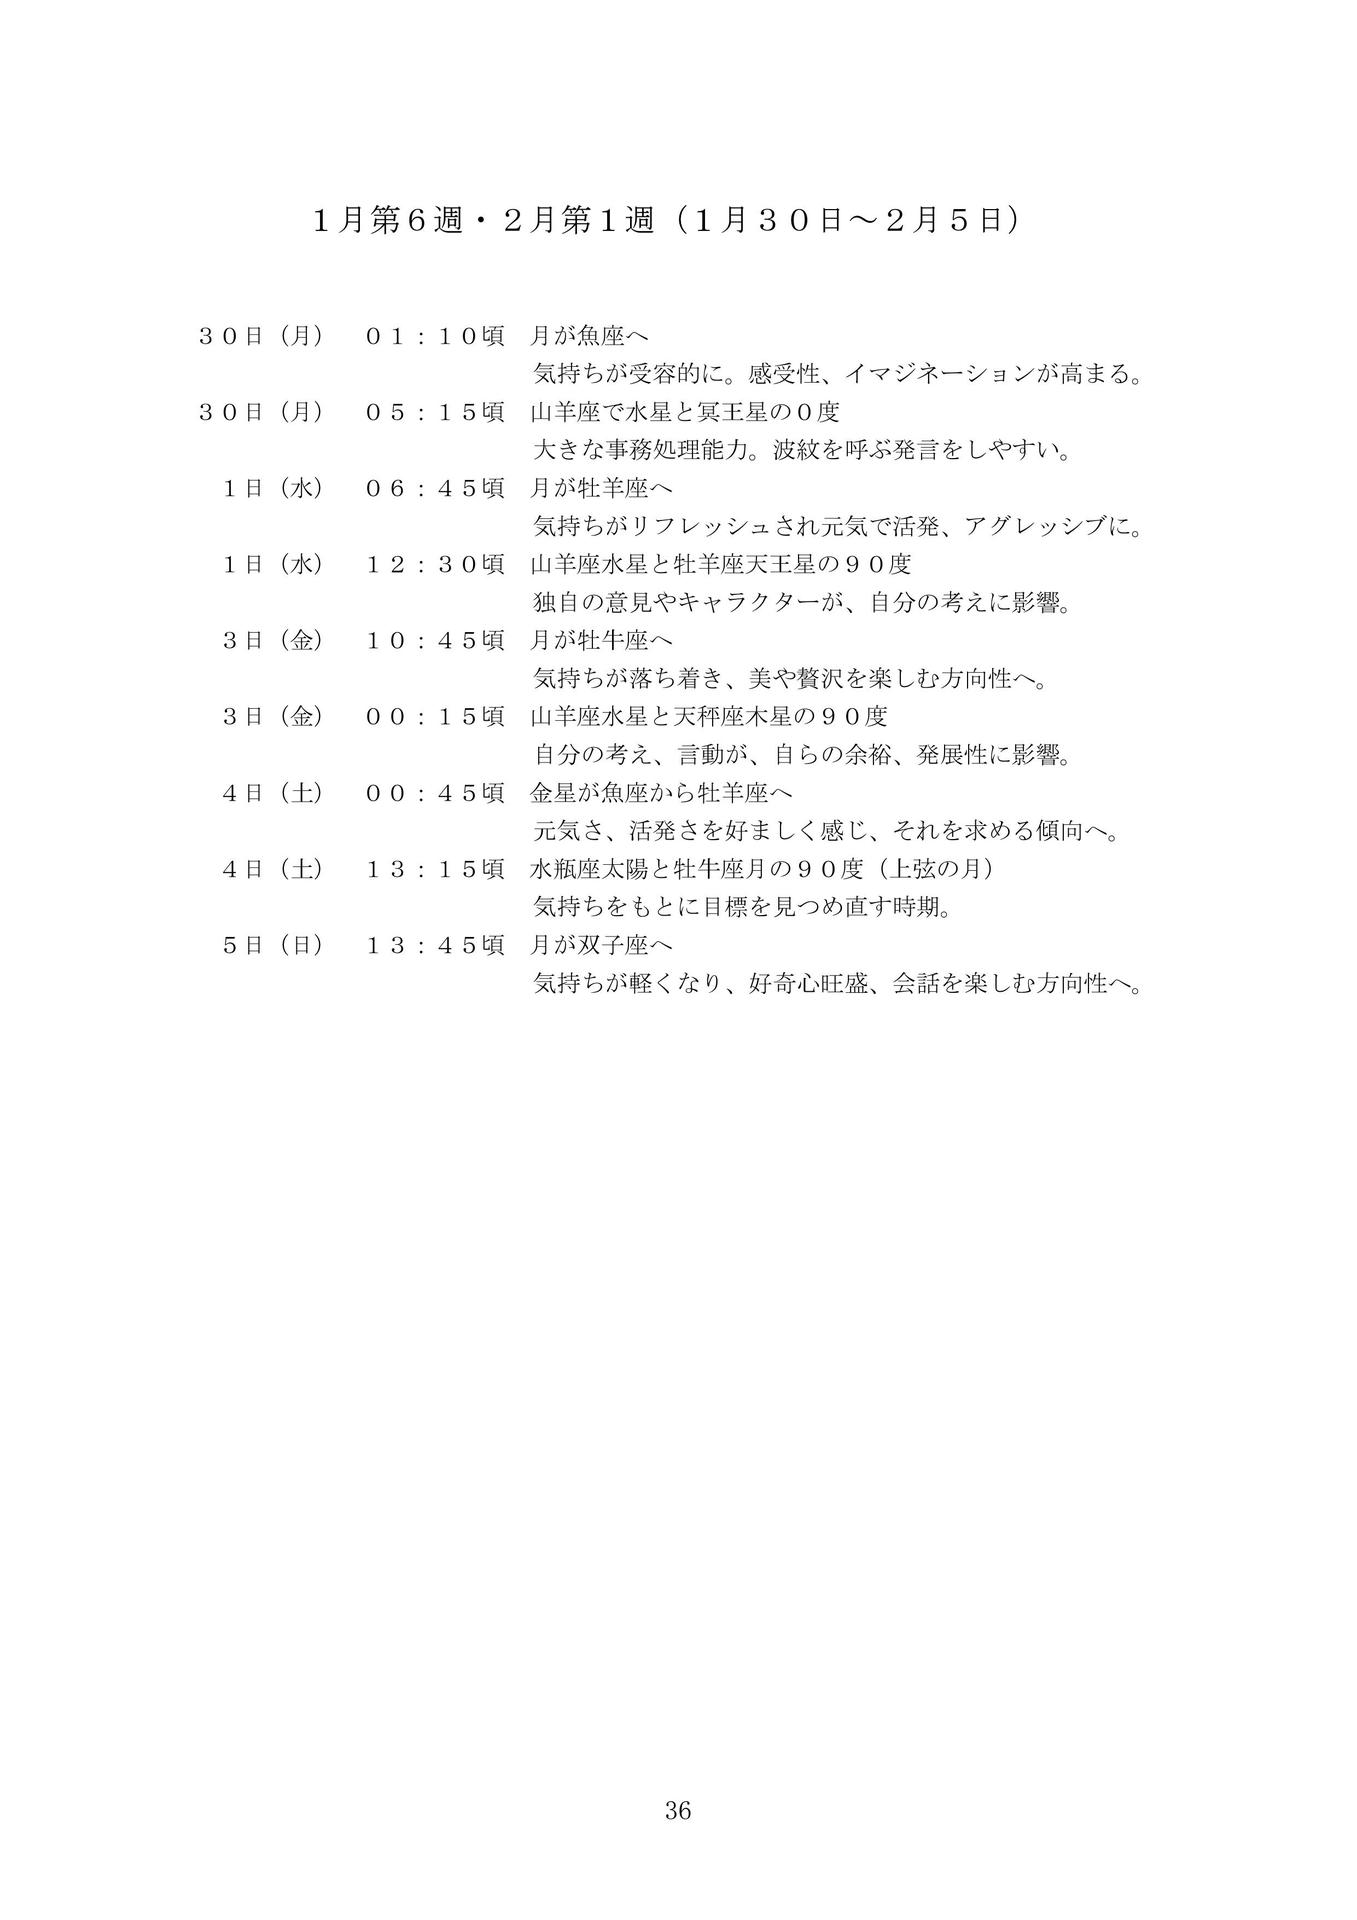 １月第６週・２月第１週（１月３０日～２月５日）
３０日（月）　０１：１０頃　月が魚座へ
気持ちが受容的に。感受性、イマジネーションが高まる。
３０日（月）　０５：１５頃　山羊座で水星と冥王星の０度
大きな事務処理能力。波紋を呼ぶ発言をしやすい。
１日（水）　０６：４５頃　月が牡羊座へ
気持ちがリフレッシュされ元気で活発、アグレッシブに。
１日（水）　１２：３０頃　山羊座水星と牡羊座天王星の９０度
独自の意見やキャラクターが、自分の考えに影響。
３日（金）　１０：４５頃　月が牡牛座へ
気持ちが落ち着き、美や贅沢を楽しむ方向性へ。
３日（金）　００：１５頃　山羊座水星と天秤座木星の９０度
自分の考え、言動が、自らの余裕、発展性に影響。
４日（土）　００：４５頃　金星が魚座から牡羊座へ
元気さ、活発さを好ましく感じ、それを求める傾向へ。
４日（土）　１３：１５頃　水瓶座太陽と牡牛座月の９０度（上弦の月）
気持ちをもとに目標を見つめ直す時期。
５日（日）　１３：４５頃　月が双子座へ
気持ちが軽くなり、好奇心旺盛、会話を楽しむ方向性へ。
36